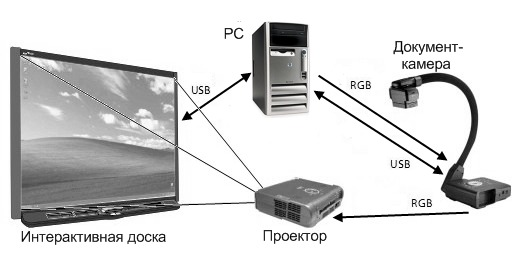 PC
Документ-
камера
USB
RGB
USB
RGB
Интерактивная доска
Проектор